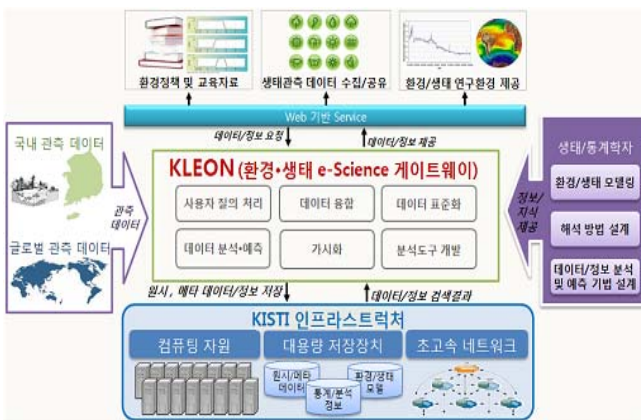 환경정책 및 교육자료
생태관측 데이터 수집/공유
환경/생태 연구환경 제공
Web 기반 Service
데이터/정보 요청
데이터/정보 제공
국내 관측 데이터
글로벌 관측 데이터
관측
데이터
KLEON (환경•생태 e-Science 게이트웨이)
사용자 질의 처리
데이터 융합
데이터 표준화
데이터 분석•예측
가시화
분석도구 개발
정보/
지식
제공
생태/통계학자
환경/생태 모델링
해석 방법 설계
데이터/정보 분석
및 예측 기법 설계
원시, 메타 데이터/정보 저장
데이터/정보 검색결과
KISTI 인프라스트럭처
컴퓨팅 자원
대용량 저장장치
초고속 네트워크
원시/메타
데이터
통계/분석
정보
환경/생태
모델